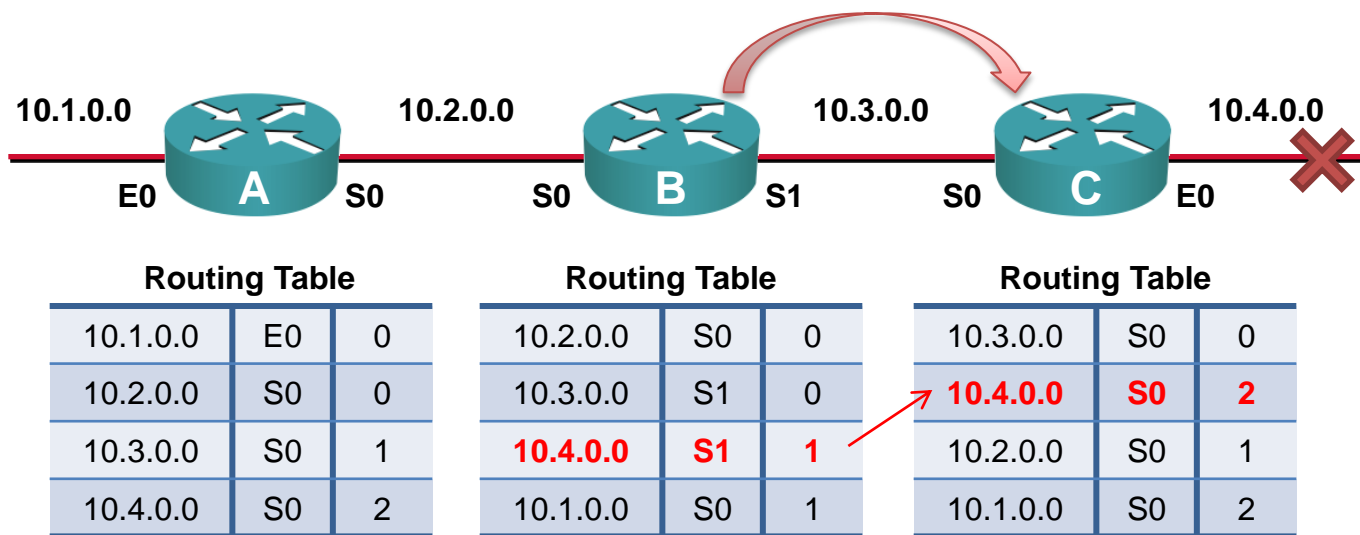 10.1.0.0 10.2.0.0 10.3.0.0 10.4.0.0
A B C
E0 S0 S0 S1 S0 E0
Routing Table Routing Table Routing Table
10.1.0.0 E0 0 10.2.0.0 S0 0 10.3.0.0 S0 0
10.2.0.0 S0 0 10.3.0.0 S1 0 10.4.0.0 S0 2
10.3.0.0 S0 1 10.4.0.0 S1 1 10.2.0.0 S0 1
10.4.0.0 S0 2 10.1.0.0 S0 1 10.1.0.0 S0 2